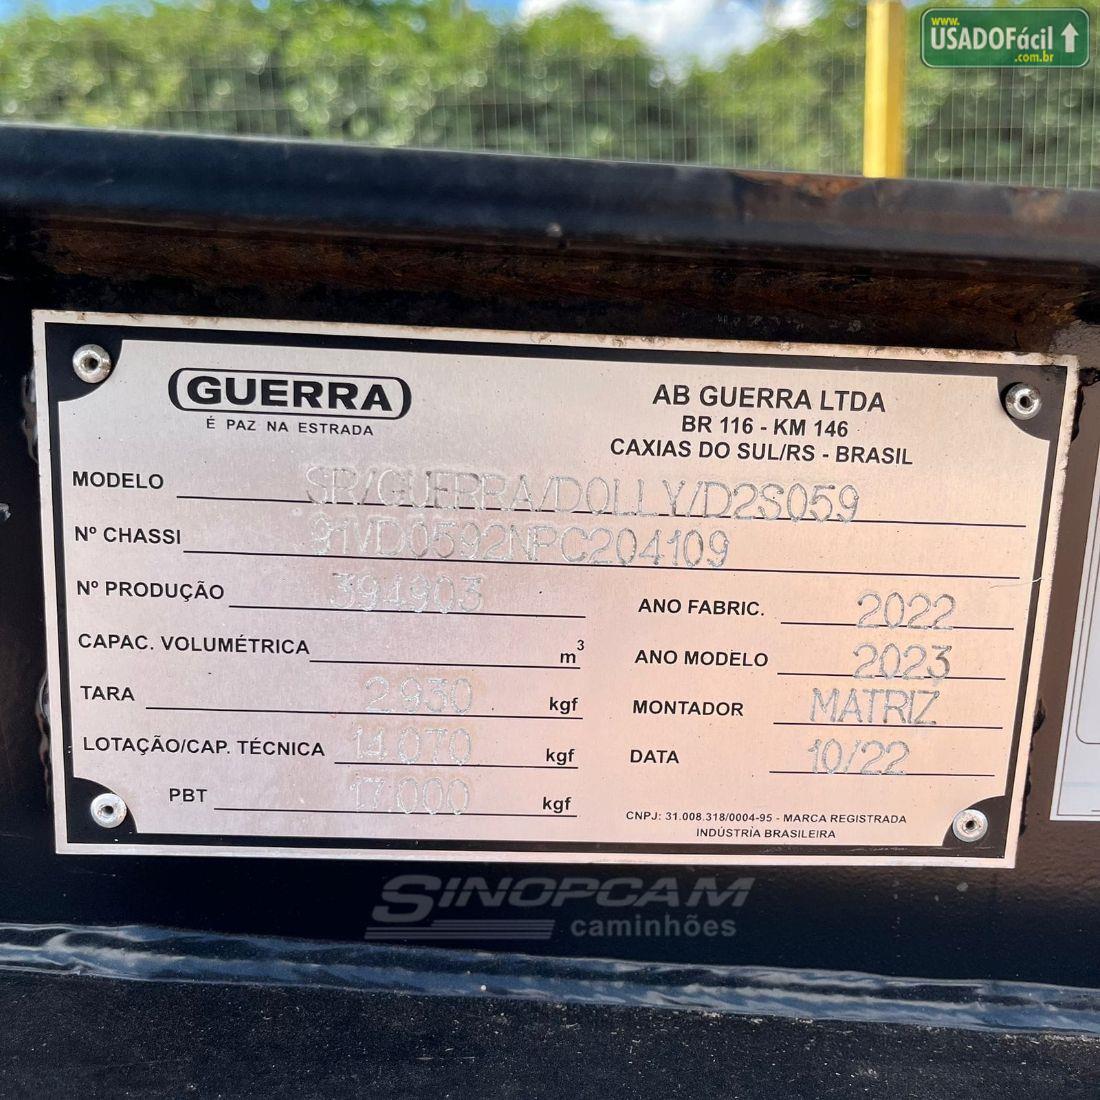 www.
USADOFácil
.com.br
GUERRA
É PAZ NA ESTRADA
AB GUERRA LTDA
BR 116 - KM 146
CAXIAS DO SUL/RS - BRASIL
MODELO SR/GUERRA/DOLLY/D2S059
Nº CHASSI 91VD0592NPC204109
Nº PRODUÇÃO 394903
ANO FABRIC. 2022
CAPAC. VOLUMÉTRICA m³
ANO MODELO 2023
TARA 2.930 kgf
MONTADOR MATRIZ
LOTAÇÃO/CAP. TÉCNICA 14.070 kgf
DATA 10/22
PBT 17.000 kgf
CNPJ: 31.008.318/0004-95 - MARCA REGISTRADA
INDÚSTRIA BRASILEIRA
SINOPCAM
caminhões